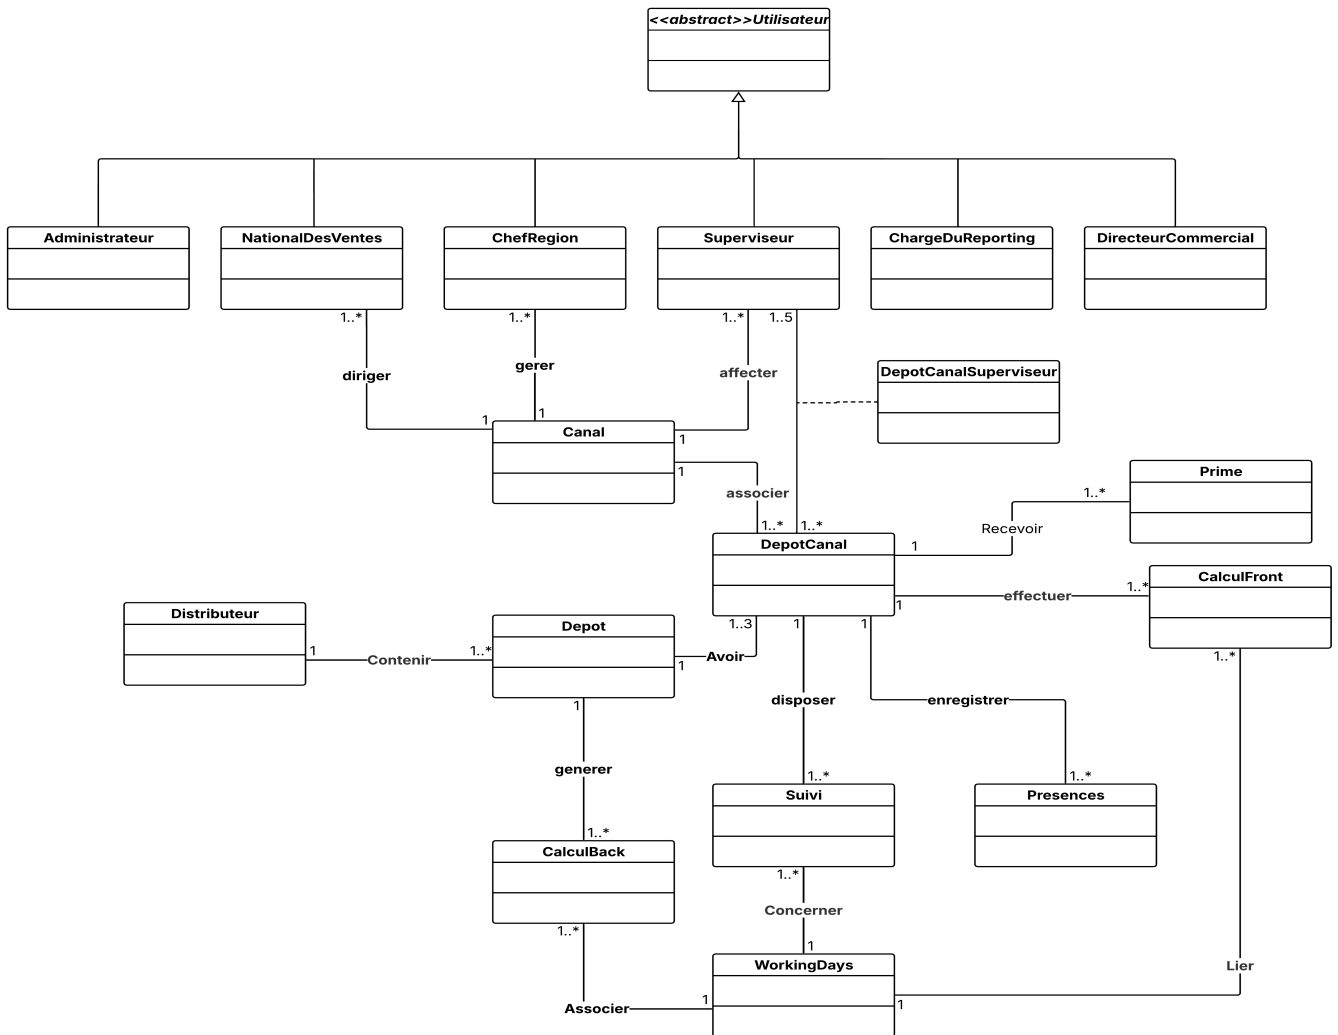 <<abstract>>Utilisateur
Administrateur
NationalDesVentes
ChefRegion
Superviseur
ChargeDuReporting
DirecteurCommercial
1..*
1..*
1..*
1..5
diriger
gerer
affecter
DepotCanalSuperviseur
1
1
Canal
1
1
associer
1..*
1..*
Prime
1..*
Recevoir
1
DepotCanal
CalculFront
1..*
effectuer
1
Distributeur
Depot
1..3
1
1
1
Contenir
1..*
1
Avoir
1..*
1
disposer
enregistrer
generer
1..*
1..*
1..*
Suivi
Presences
CalculBack
1..*
1..*
Concerner
1
WorkingDays
Lier
Associer
1
1